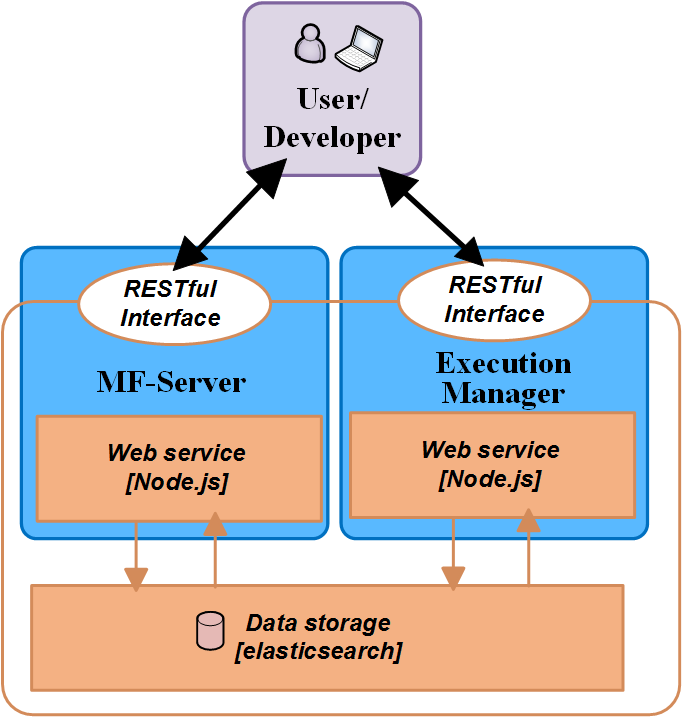 User/
Developer
RESTful
Interface
RESTful
Interface
MF-Server
Execution
Manager
Web service
[Node.js]
Web service
[Node.js]
Data storage
[elasticsearch]